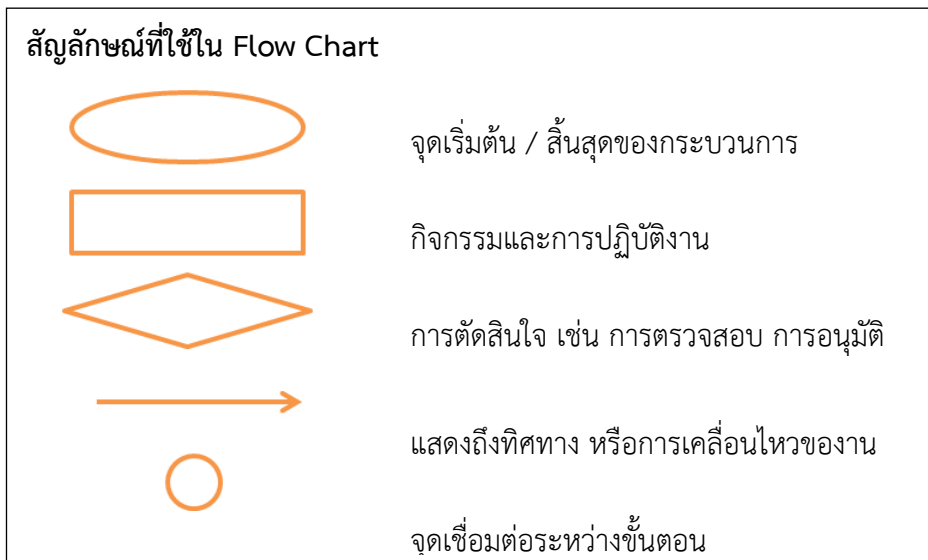 สัญลักษณ์ที่ใช้ใน Flow Chart
จุดเริ่มต้น / สิ้นสุดของกระบวนการ
กิจกรรมและการปฏิบัติงาน
การตัดสินใจ เช่น การตรวจสอบ การอนุมัติ
แสดงถึงทิศทาง หรือการเคลื่อนไหวของงาน
จุดเชื่อมต่อระหว่างขั้นตอน